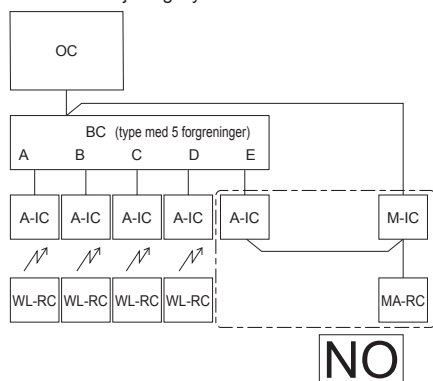 OC
BC (type med 5 forgreninger)
A B C D E
A-IC A-IC A-IC A-IC A-IC M-IC
WL-RC WL-RC WL-RC WL-RC MA-RC
NO